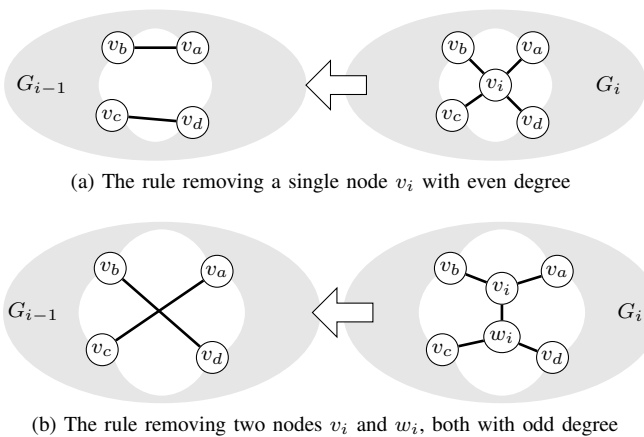 v_b v_a v_b v_a
G_{i-1} v_i G_i
v_c v_d v_c v_d
(a) The rule removing a single node v_i with even degree
v_b v_a v_b v_a
v_i
G_{i-1} G_i
w_i
v_c v_d v_c v_d
(b) The rule removing two nodes v_i and w_i, both with odd degree